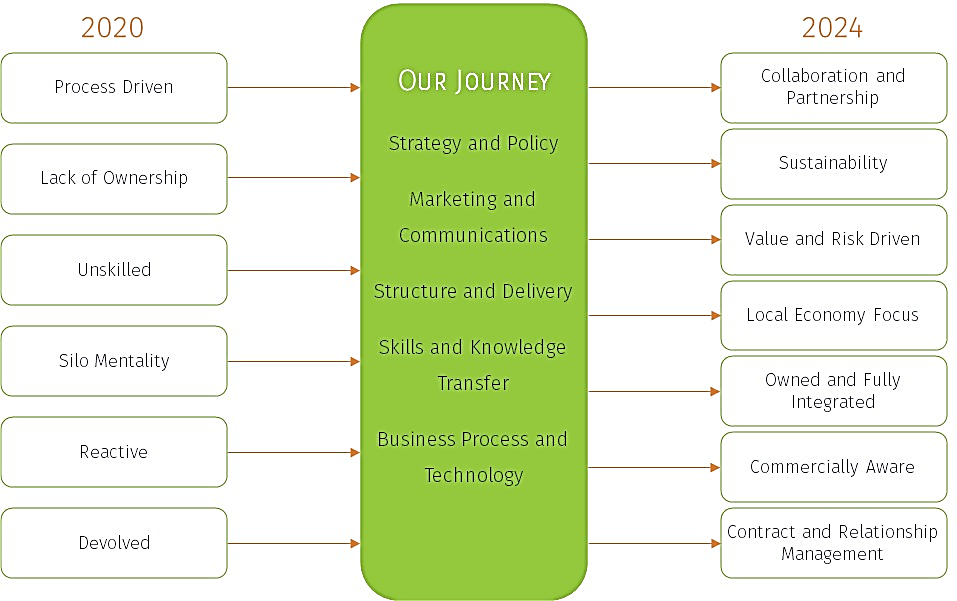 2020
Process Driven
Lack of Ownership
Unskilled
Silo Mentality
Reactive
Devolved
Our Journey
Strategy and Policy
Marketing and
Communications
Structure and Delivery
Skills and Knowledge
Transfer
Business Process and
Technology
2024
Collaboration and
Partnership
Sustainability
Value and Risk Driven
Local Economy Focus
Owned and Fully
Integrated
Commercially Aware
Contract and Relationship
Management